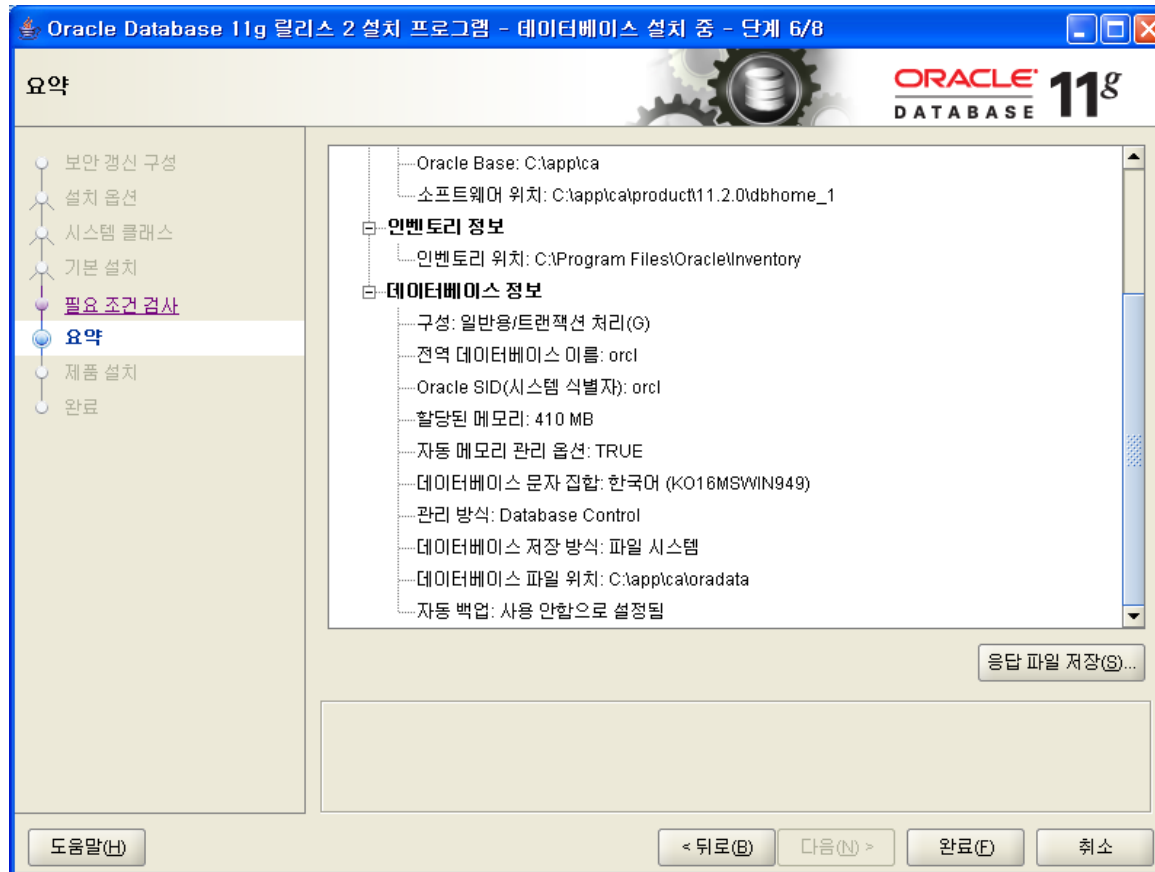 Oracle Database 11g 릴리스 2 설치 프로그램 - 데이터베이스 설치 중 - 단계 6/8
요약
ORACLE DATABASE 11g
보안 갱신 구성
설치 옵션
시스템 클래스
기본 설치
필요 조건 검사
요약
제품 설치
완료
Oracle Base: C:\app\ca
소프트웨어 위치: C:\app\ca\product\11.2.0\dbhome_1
인벤토리 정보
인벤토리 위치: C:\Program Files\Oracle\Inventory
데이터베이스 정보
구성: 일반용/트랜잭션 처리(G)
전역 데이터베이스 이름: orcl
Oracle SID(시스템 식별자): orcl
할당된 메모리: 410 MB
자동 메모리 관리 옵션: TRUE
데이터베이스 문자 집합: 한국어 (KO16MSWIN949)
관리 방식: Database Control
데이터베이스 저장 방식: 파일 시스템
데이터베이스 파일 위치: C:\app\ca\oradata
자동 백업: 사용 안함으로 설정됨
응답 파일 저장(S)...
도움말(H)
< 뒤로(B)
다음(N) >
완료(F)
취소